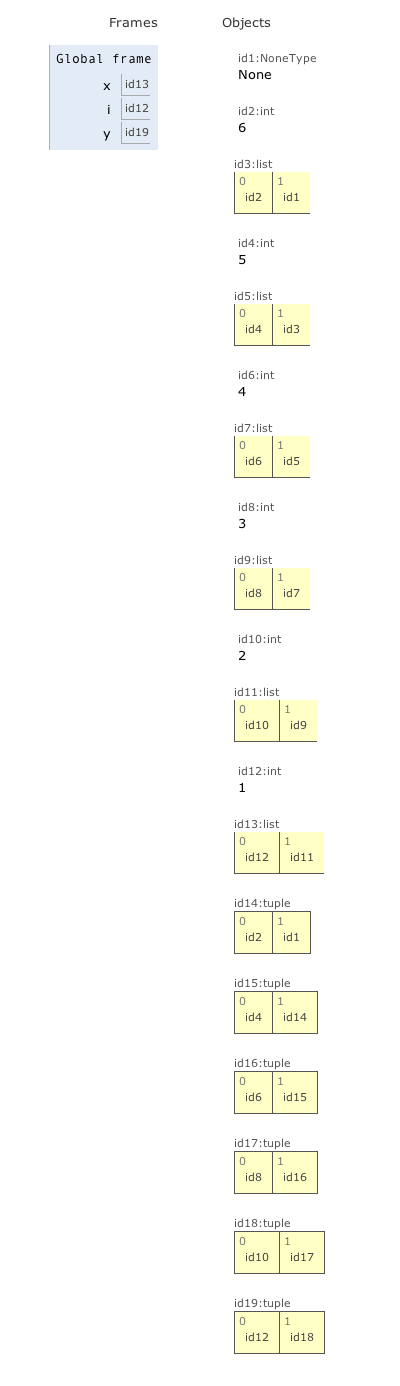 Frames Objects
Global frame
x id13
i id12
y id19
id1:NoneType
None
id2:int
6
id3:list
0 1
id2 id1
id4:int
5
id5:list
0 1
id4 id3
id6:int
4
id7:list
0 1
id6 id5
id8:int
3
id9:list
0 1
id8 id7
id10:int
2
id11:list
0 1
id10 id9
id12:int
1
id13:list
0 1
id12 id11
id14:tuple
0 1
id2 id1
id15:tuple
0 1
id4 id14
id16:tuple
0 1
id6 id15
id17:tuple
0 1
id8 id16
id18:tuple
0 1
id10 id17
id19:tuple
0 1
id12 id18